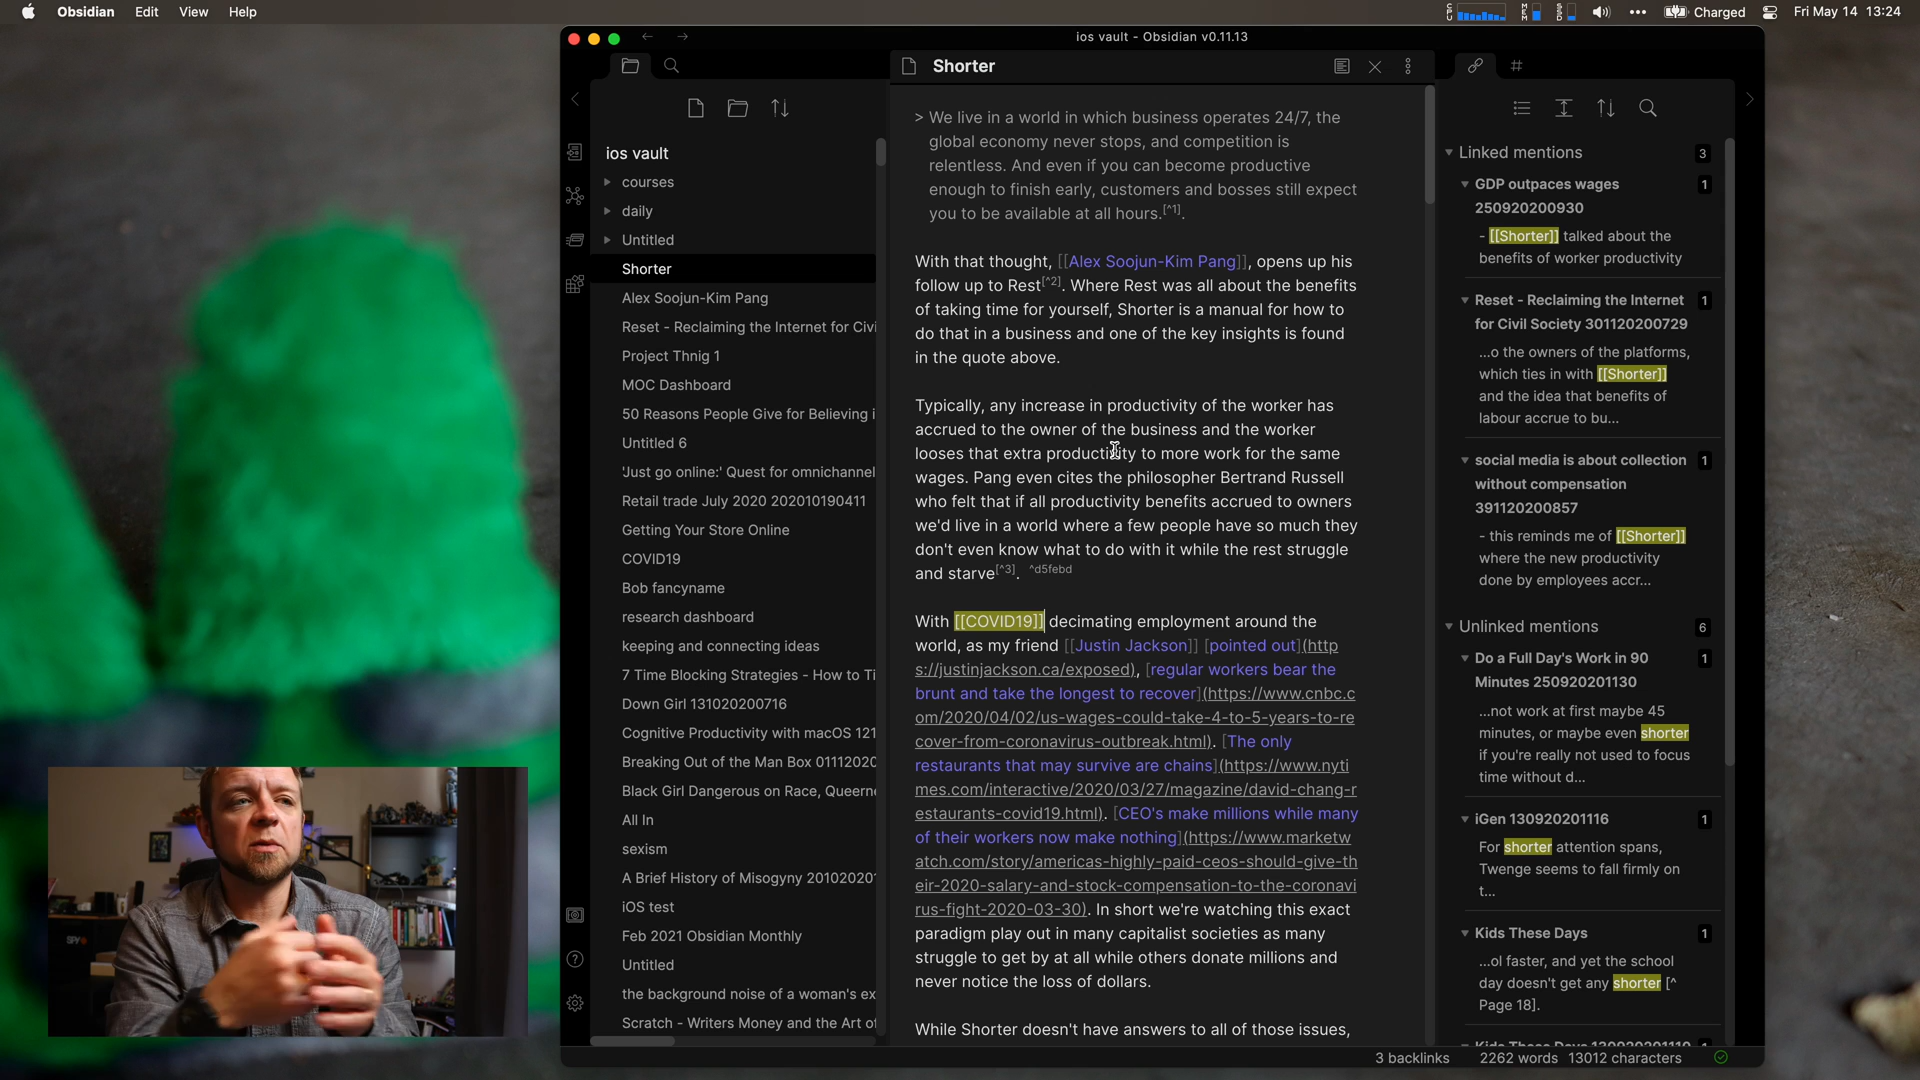 Obsidian Edit View Help
CPU MEM SSD ••• Charged Fri May 14 13:24
ios vault - Obsidian v0.11.13
ios vault
courses
daily
Untitled
Shorter
Alex Soojun-Kim Pang
Reset - Reclaiming the Internet for Civi
Project Thnig 1
MOC Dashboard
50 Reasons People Give for Believing i
Untitled 6
'Just go online:' Quest for omnichannel
Retail trade July 2020 202010190411
Getting Your Store Online
COVID19
Bob fancyname
research dashboard
keeping and connecting ideas
7 Time Blocking Strategies - How to Ti
Down Girl 131020200716
Cognitive Productivity with macOS 121
Breaking Out of the Man Box 01112020
Black Girl Dangerous on Race, Queern
All In
sexism
A Brief History of Misogyny 20102020
iOS test
Feb 2021 Obsidian Monthly
Untitled
the background noise of a woman's ex
Scratch - Writers Money and the Art of
Shorter
> We live in a world in which business operates 24/7, the
global economy never stops, and competition is
relentless. And even if you can become productive
enough to finish early, customers and bosses still expect
you to be available at all hours.[^1].
With that thought, [[Alex Soojun-Kim Pang]], opens up his
follow up to Rest[^2]. Where Rest was all about the benefits
of taking time for yourself, Shorter is a manual for how to
do that in a business and one of the key insights is found
in the quote above.
Typically, any increase in productivity of the worker has
accrued to the owner of the business and the worker
looses that extra productivity to more work for the same
wages. Pang even cites the philosopher Bertrand Russell
who felt that if all productivity benefits accrued to owners
we'd live in a world where a few people have so much they
don't even know what to do with it while the rest struggle
and starve[^3]. ^d5febd
With [[COVID19]] decimating employment around the
world, as my friend [[Justin Jackson]] [pointed out](http
s://justinjackson.ca/exposed), [regular workers bear the
brunt and take the longest to recover](https://www.cnbc.c
om/2020/04/02/us-wages-could-take-4-to-5-years-to-re
cover-from-coronavirus-outbreak.html). [The only
restaurants that may survive are chains](https://www.nyti
mes.com/interactive/2020/03/27/magazine/david-chang-r
estaurants-covid19.html). [CEO's make millions while many
of their workers now make nothing](https://www.marketw
atch.com/story/americas-highly-paid-ceos-should-give-th
eir-2020-salary-and-stock-compensation-to-the-coronavi
rus-fight-2020-03-30). In short we're watching this exact
paradigm play out in many capitalist societies as many
struggle to get by at all while others donate millions and
never notice the loss of dollars.
While Shorter doesn't have answers to all of those issues,
Linked mentions 3
GDP outpaces wages 1
250920200930
- [[Shorter]] talked about the
benefits of worker productivity
Reset - Reclaiming the Internet 1
for Civil Society 301120200729
...o the owners of the platforms,
which ties in with [[Shorter]]
and the idea that benefits of
labour accrue to bu...
social media is about collection 1
without compensation
391120200857
- this reminds me of [[Shorter]]
where the new productivity
done by employees accr...
Unlinked mentions 6
Do a Full Day's Work in 90 1
Minutes 250920201130
...not work at first maybe 45
minutes, or maybe even shorter
if you're really not used to focus
time without d...
iGen 130920201116 1
For shorter attention spans,
Twenge seems to fall firmly on
t...
Kids These Days 1
...ol faster, and yet the school
day doesn't get any shorter [^
Page 18].
Kids These Days 130920201110 1
3 backlinks 2262 words 13012 characters